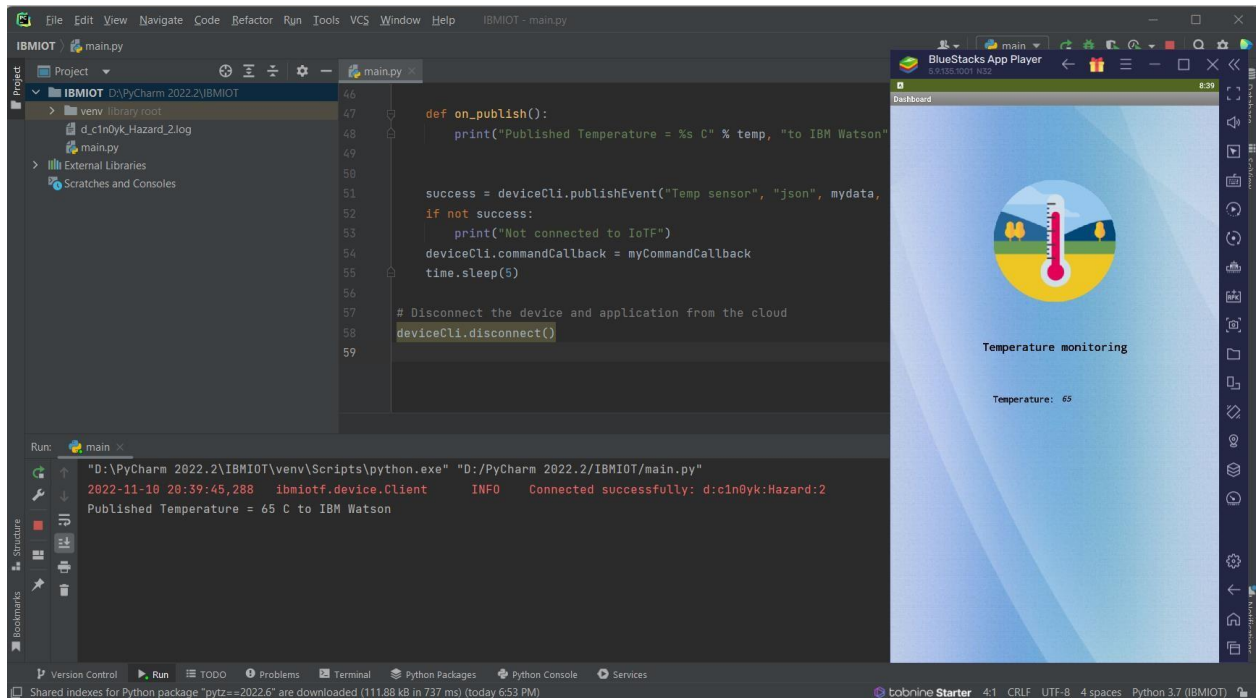 File Edit View Navigate Code Refactor Run Tools VCS Window Help IBMIOT - main.py
IBMIOT main.py
main
Project
main.py
Project
IBMIOT D:\PyCharm 2022.2\IBMIOT
venv library root
d_c1n0yk_Hazard_2.log
main.py
External Libraries
Scratches and Consoles
46
47 def on_publish():
48 print("Published Temperature = %s C" % temp, "to IBM Watson"
49
50
51 success = deviceCli.publishEvent("Temp sensor", "json", mydata,
52 if not success:
53 print("Not connected to IoTF")
54 deviceCli.commandCallback = myCommandCallback
55 time.sleep(5)
56
57 # Disconnect the device and application from the cloud
58 deviceCli.disconnect()
59
BlueStacks App Player
5.9.135.1001 N32
8:39
Dashboard
Temperature monitoring
Temperature: 65
Database
SciView
Notifications
Run: main
"D:\PyCharm 2022.2\IBMIOT\venv\Scripts\python.exe" "D:/PyCharm 2022.2/IBMIOT/main.py"
2022-11-10 20:39:45,288 ibmiotf.device.Client INFO Connected successfully: d:c1n0yk:Hazard:2
Published Temperature = 65 C to IBM Watson
Structure
Bookmarks
Version Control Run TODO Problems Terminal Python Packages Python Console Services
Shared indexes for Python package "pytz==2022.6" are downloaded (111.88 kB in 737 ms) (today 6:53 PM)
tabnine Starter 4:1 CRLF UTF-8 4 spaces Python 3.7 (IBMIOT)